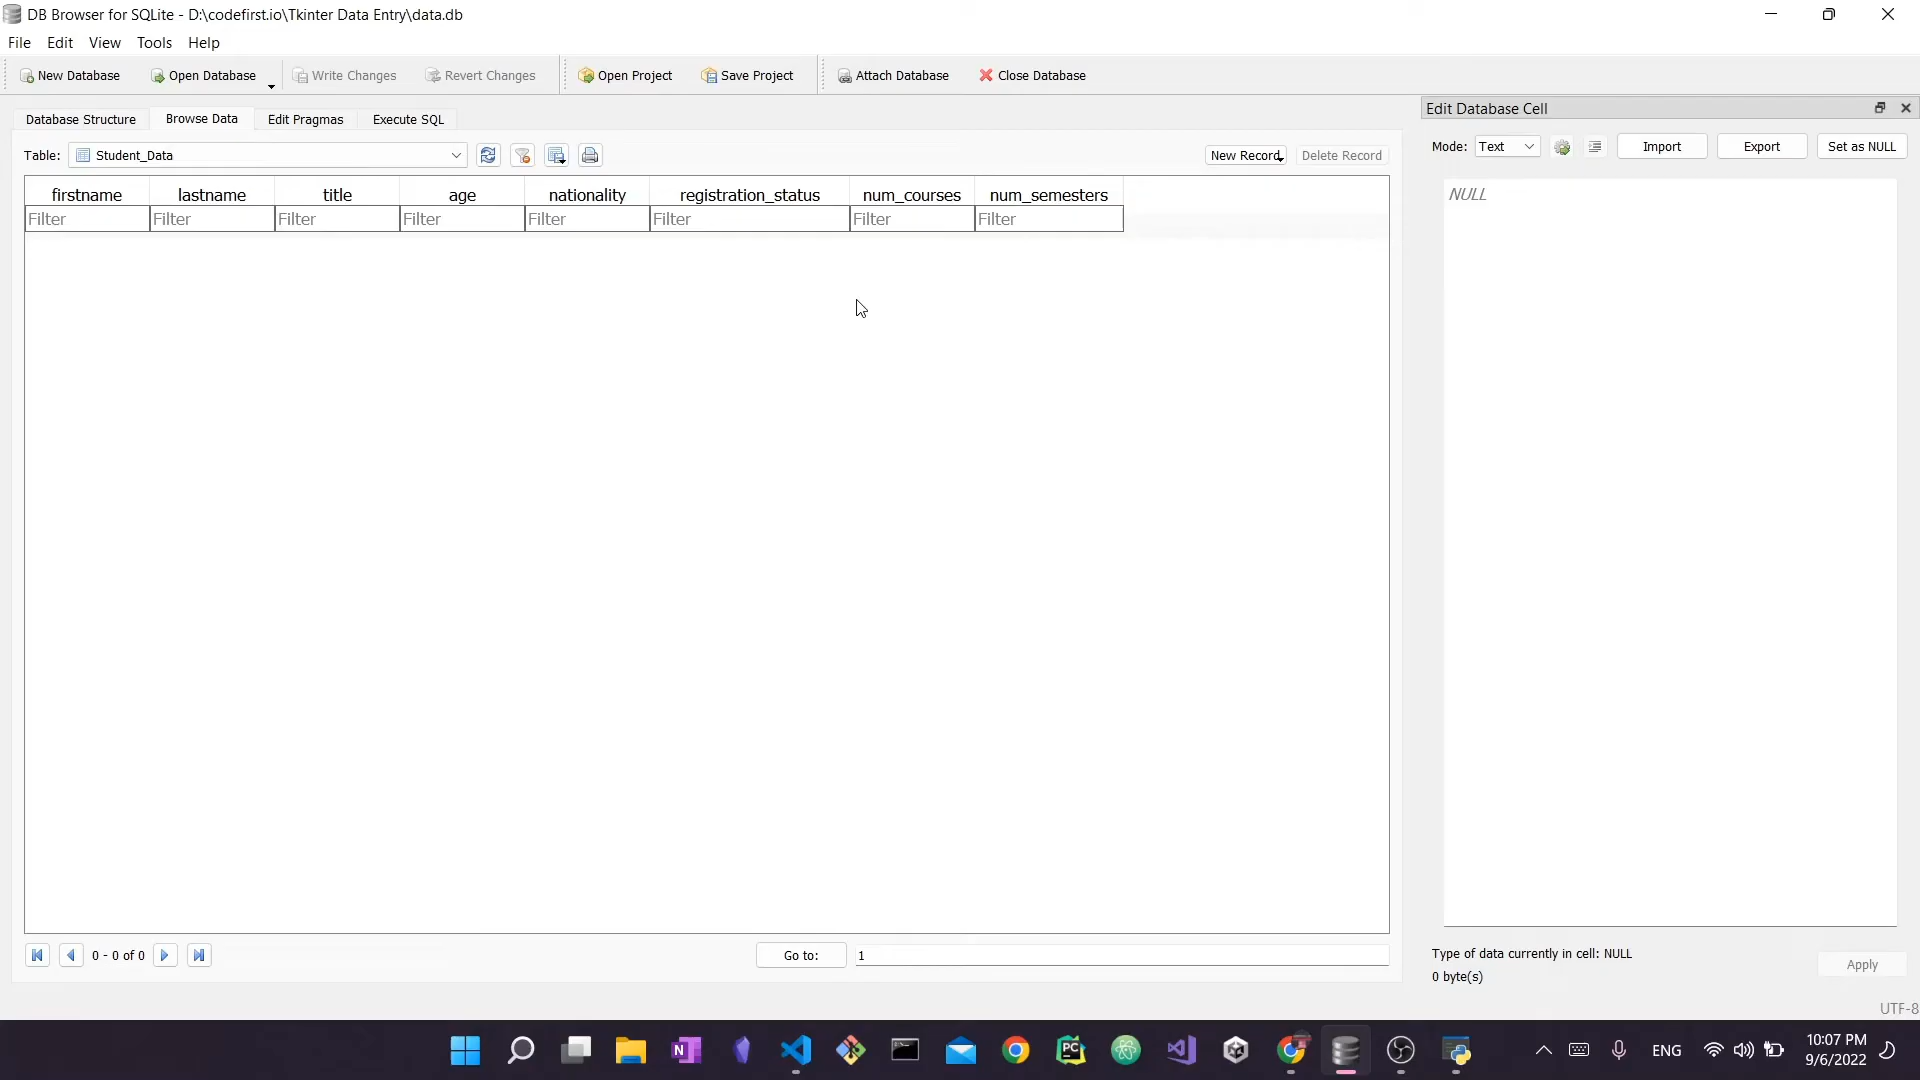 DB Browser for SQLite - D:\codefirst.io\Tkinter Data Entry\data.db
File Edit View Tools Help
New Database Open Database Write Changes Revert Changes Open Project Save Project Attach Database Close Database
Database Structure Browse Data Edit Pragmas Execute SQL
Edit Database Cell
Table: Student_Data New Record Delete Record
Mode: Text Import Export Set as NULL
firstname lastname title age nationality registration_status num_courses num_semesters
Filter Filter Filter Filter Filter Filter Filter Filter
NULL
0 - 0 of 0 Go to: 1
Type of data currently in cell: NULL
0 byte(s)
Apply
UTF-8
N PC
ENG
10:07 PM
9/6/2022